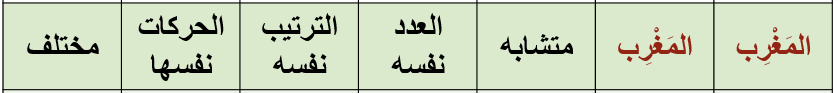 المَغْرِب
المَغْرِب
متشابه
العدد
نفسه
الترتيب
نفسه
الحركات
نفسها
مختلف